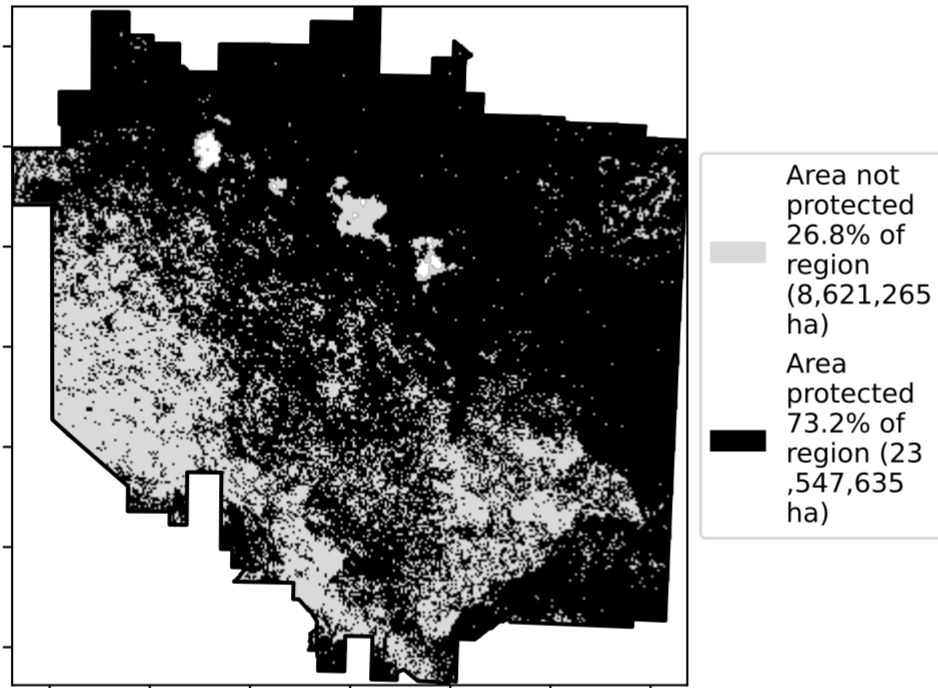 Area not
protected
26.8% of
region
(8,621,265
ha)
Area
protected
73.2% of
region (23
,547,635
ha)